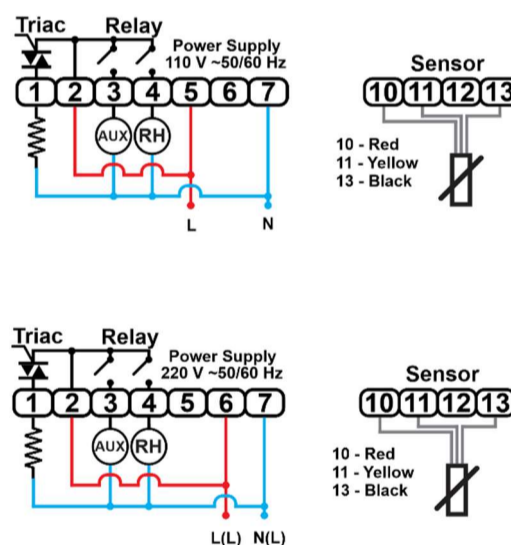 Triac Relay
Power Supply
110 V ~50/60 Hz
1 2 3 4 5 6 7
AUX RH
L N
Sensor
10 11 12 13
10 - Red
11 - Yellow
13 - Black
Triac Relay
Power Supply
220 V ~50/60 Hz
1 2 3 4 5 6 7
AUX RH
L(L) N(L)
Sensor
10 11 12 13
10 - Red
11 - Yellow
13 - Black